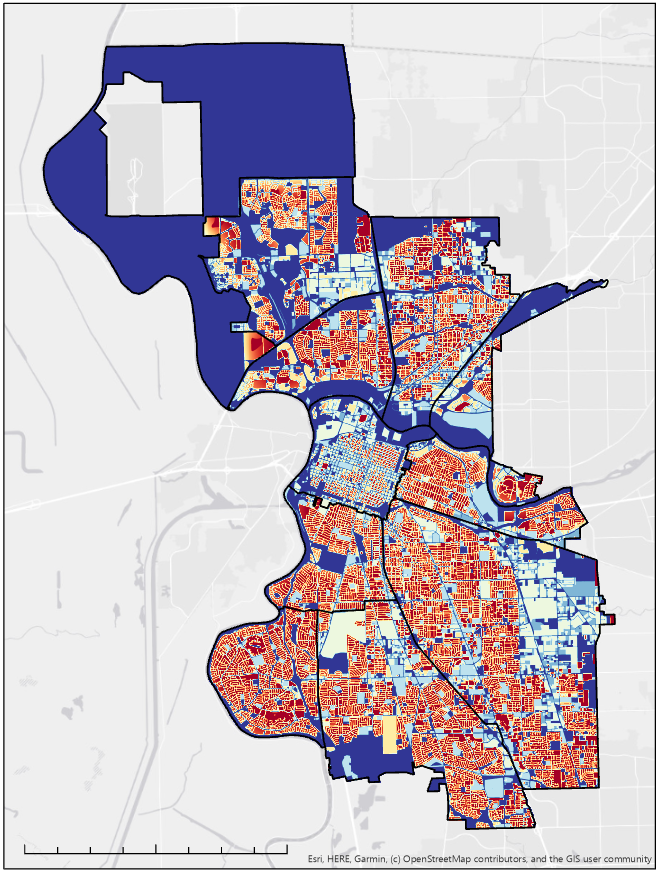 Esri, HERE, Garmin, (c) OpenStreetMap contributors, and the GIS user community